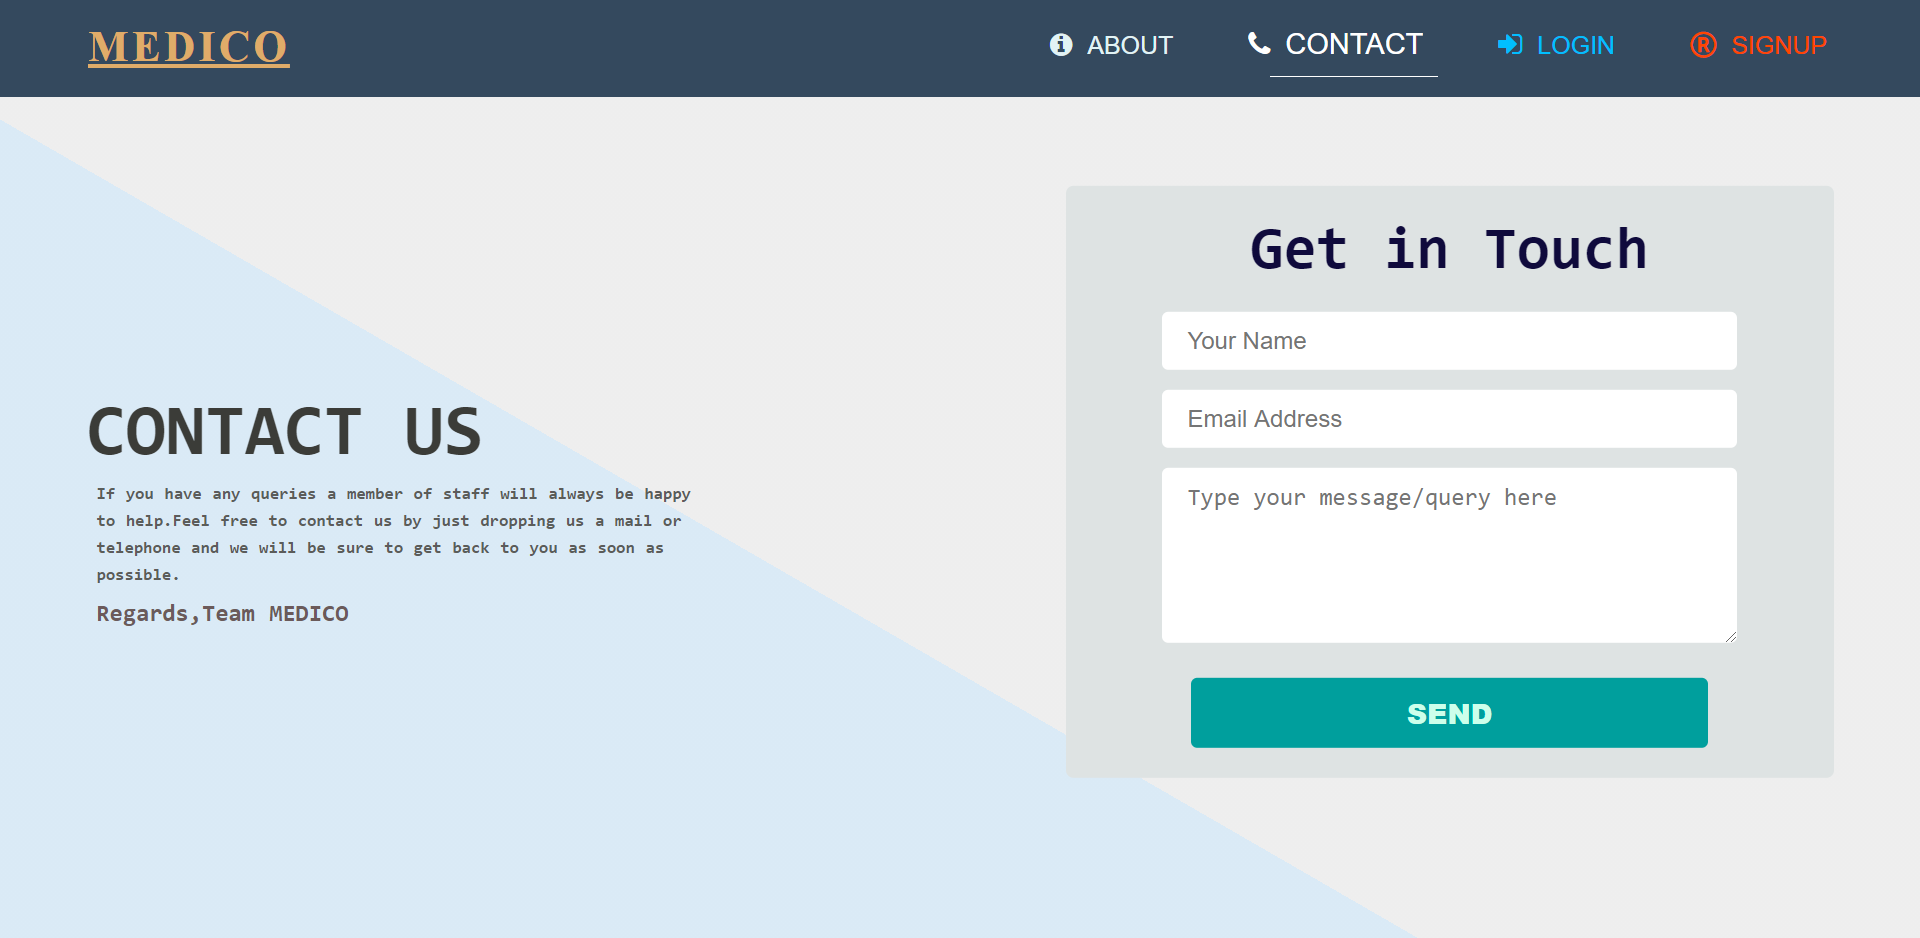 MEDICO
ABOUT
CONTACT
LOGIN
® SIGNUP
Get in Touch
Your Name
Email Address
Type your message/query here
SEND
CONTACT US
If you have any queries a member of staff will always be happy
to help.Feel free to contact us by just dropping us a mail or
telephone and we will be sure to get back to you as soon as
possible.
Regards,Team MEDICO